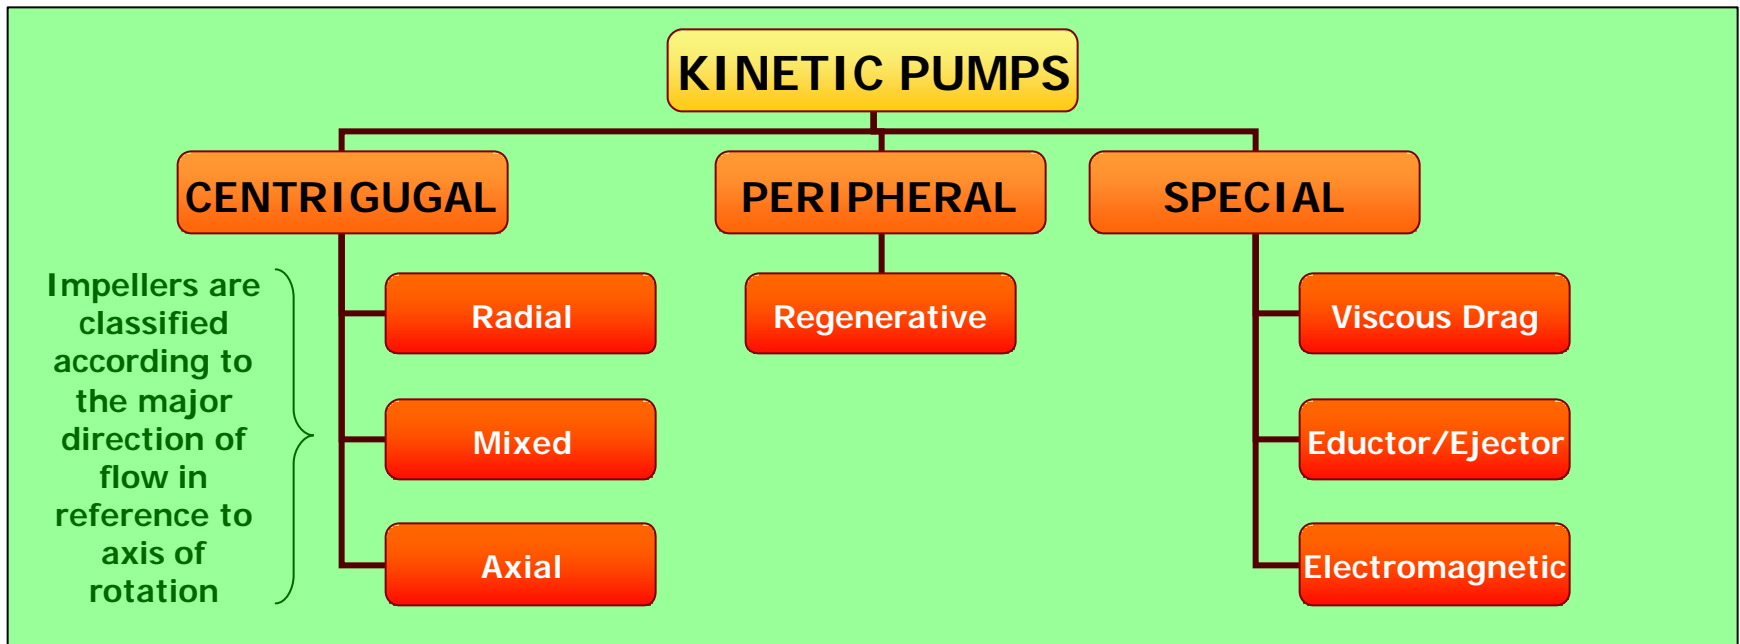 KINETIC PUMPS
CENTRIGUGAL
PERIPHERAL
SPECIAL
Impellers are
classified
according to
the major
direction of
flow in
reference to
axis of
rotation
Radial
Mixed
Axial
Regenerative
Viscous Drag
Eductor/Ejector
Electromagnetic